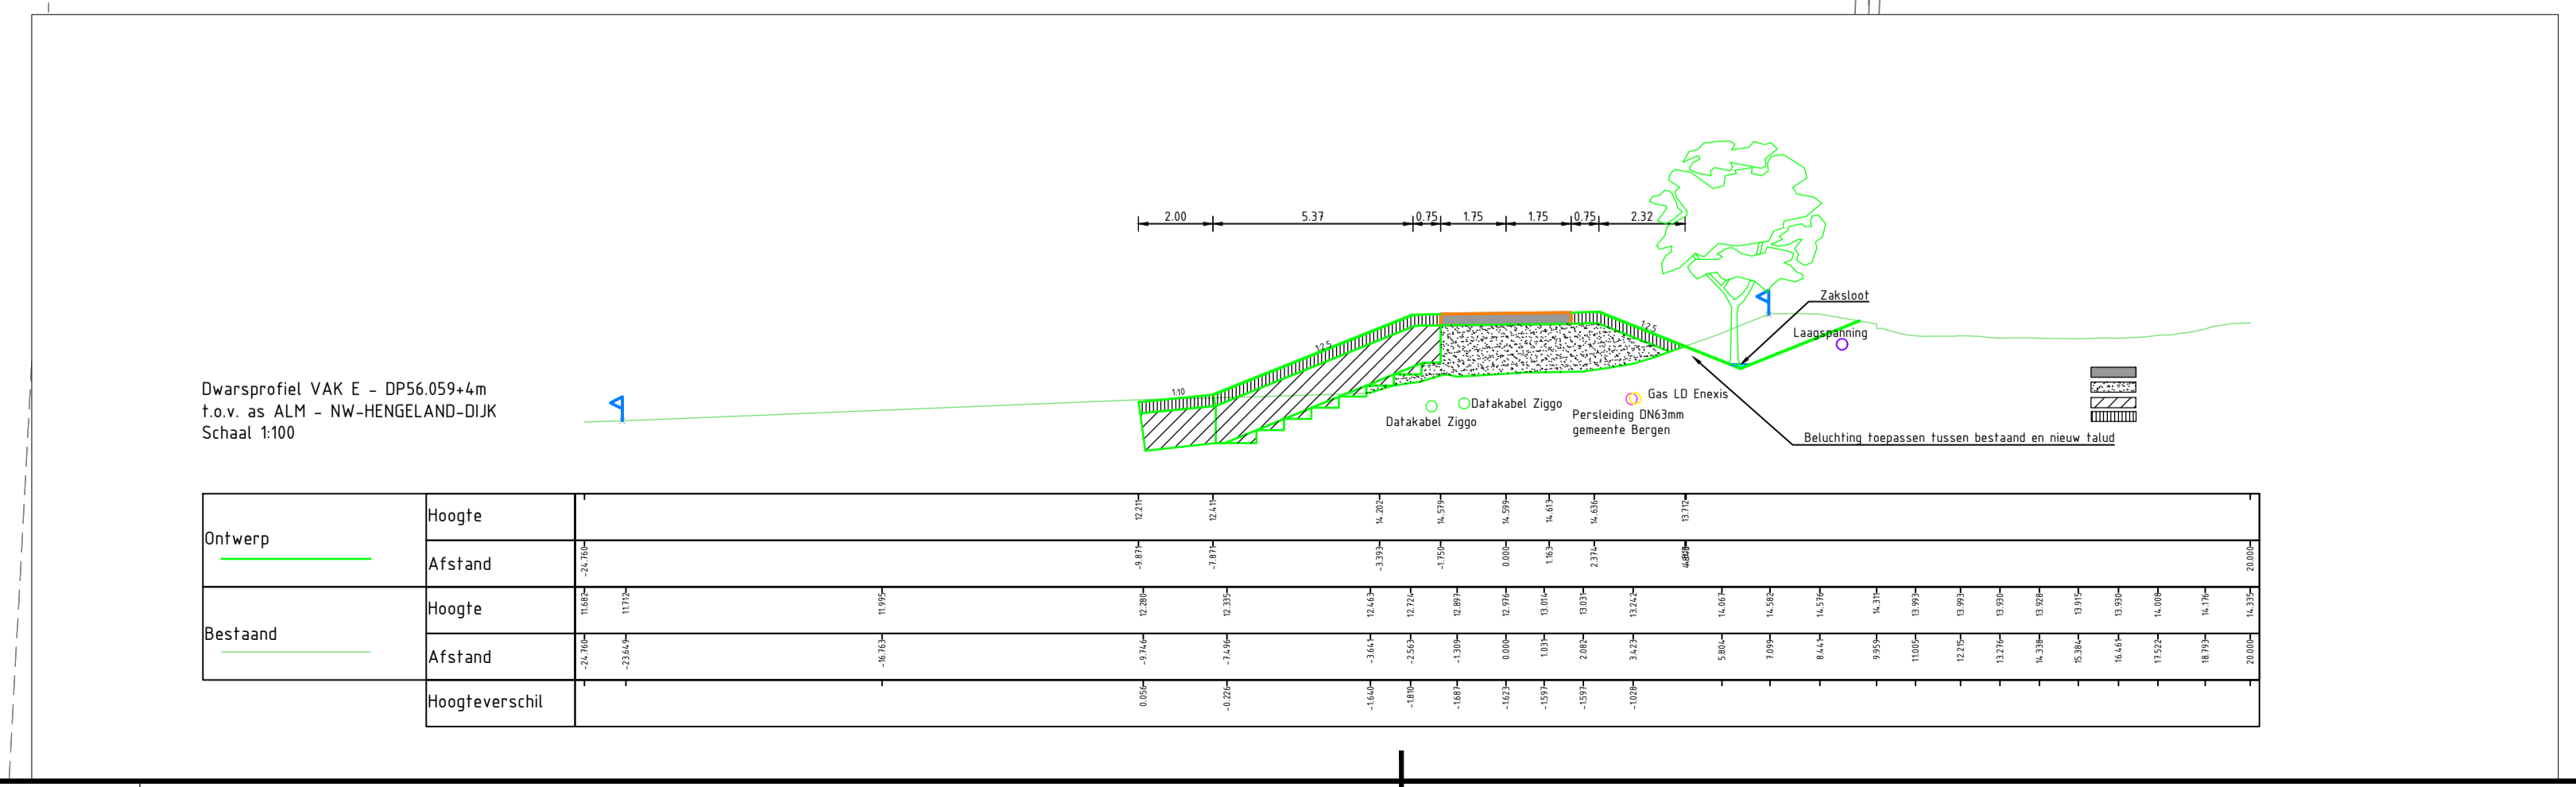 2.00 5.37 0.75 1.75 1.75 0.75 2.32
Zaksloot
1:2.5
1:2.5
Laagspanning
1:10
Dwarsprofiel VAK E - DP56.059+4m
t.o.v. as ALM - NW-HENGELAND-DIJK
Schaal 1:100
Gas LD Enexis
Datakabel Ziggo
Persleiding DN63mm
gemeente Bergen
Datakabel Ziggo
Beluchting toepassen tussen bestaand en nieuw talud
Ontwerp
Hoogte
12.211 12.411 14.202 14.579 14.599 14.613 14.636 13.712
Afstand
-24.760 -9.871 -7.871 -3.393 -1.750 0.000 1.163 2.374 20.000
Bestaand
Hoogte
11.682 11.712 11.995 12.280 12.335 12.463 12.724 12.897 12.976 13.014 13.031 13.242 14.067 14.582 14.576 14.311 13.993 13.993 13.930 13.928 13.915 13.930 14.008 14.176 14.335
Afstand
-24.760 -23.649 -16.763 -9.746 -7.496 -3.641 -2.563 -1.309 0.000 1.031 2.082 3.423 5.804 7.099 8.441 9.959 11.005 12.215 13.276 14.338 15.384 16.461 17.522 18.793 20.000
Hoogteverschil
0.056 -0.226 -1.640 -1.810 -1.687 -1.623 -1.597 -1.597 -1.028